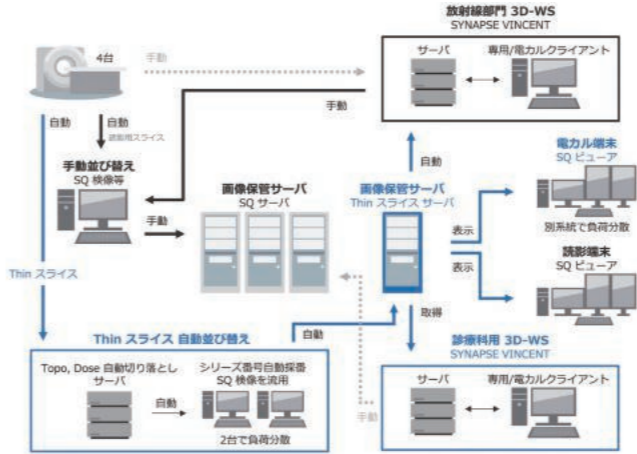 放射線部門 3D-WS
SYNAPSE VINCENT
サーバ
専用/電カルクライアント
4台
手動
手動
自動
自動
読影用スライス
自動
手動並び替え
SQ 検像等
手動
画像保管サーバ
SQ サーバ
画像保管サーバ
Thin スライス サーバ
電カル端末
SQ ビューア
別系統で負荷分散
表示
表示
読影端末
SQ ビューア
Thin スライス
取得
自動
Thin スライス 自動並び替え
Topo, Dose 自動切り落とし
サーバ
自動
シリーズ番号自動採番
SQ 検像を流用
2台で負荷分散
手動
診療科用 3D-WS
SYNAPSE VINCENT
サーバ
専用/電カルクライアント